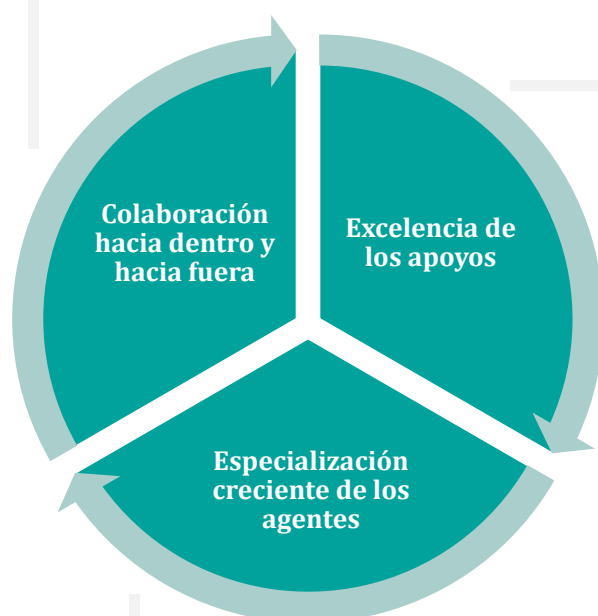 Colaboración
hacia dentro y
hacia fuera
Excelencia de
los apoyos
Especialización
creciente de los
agentes